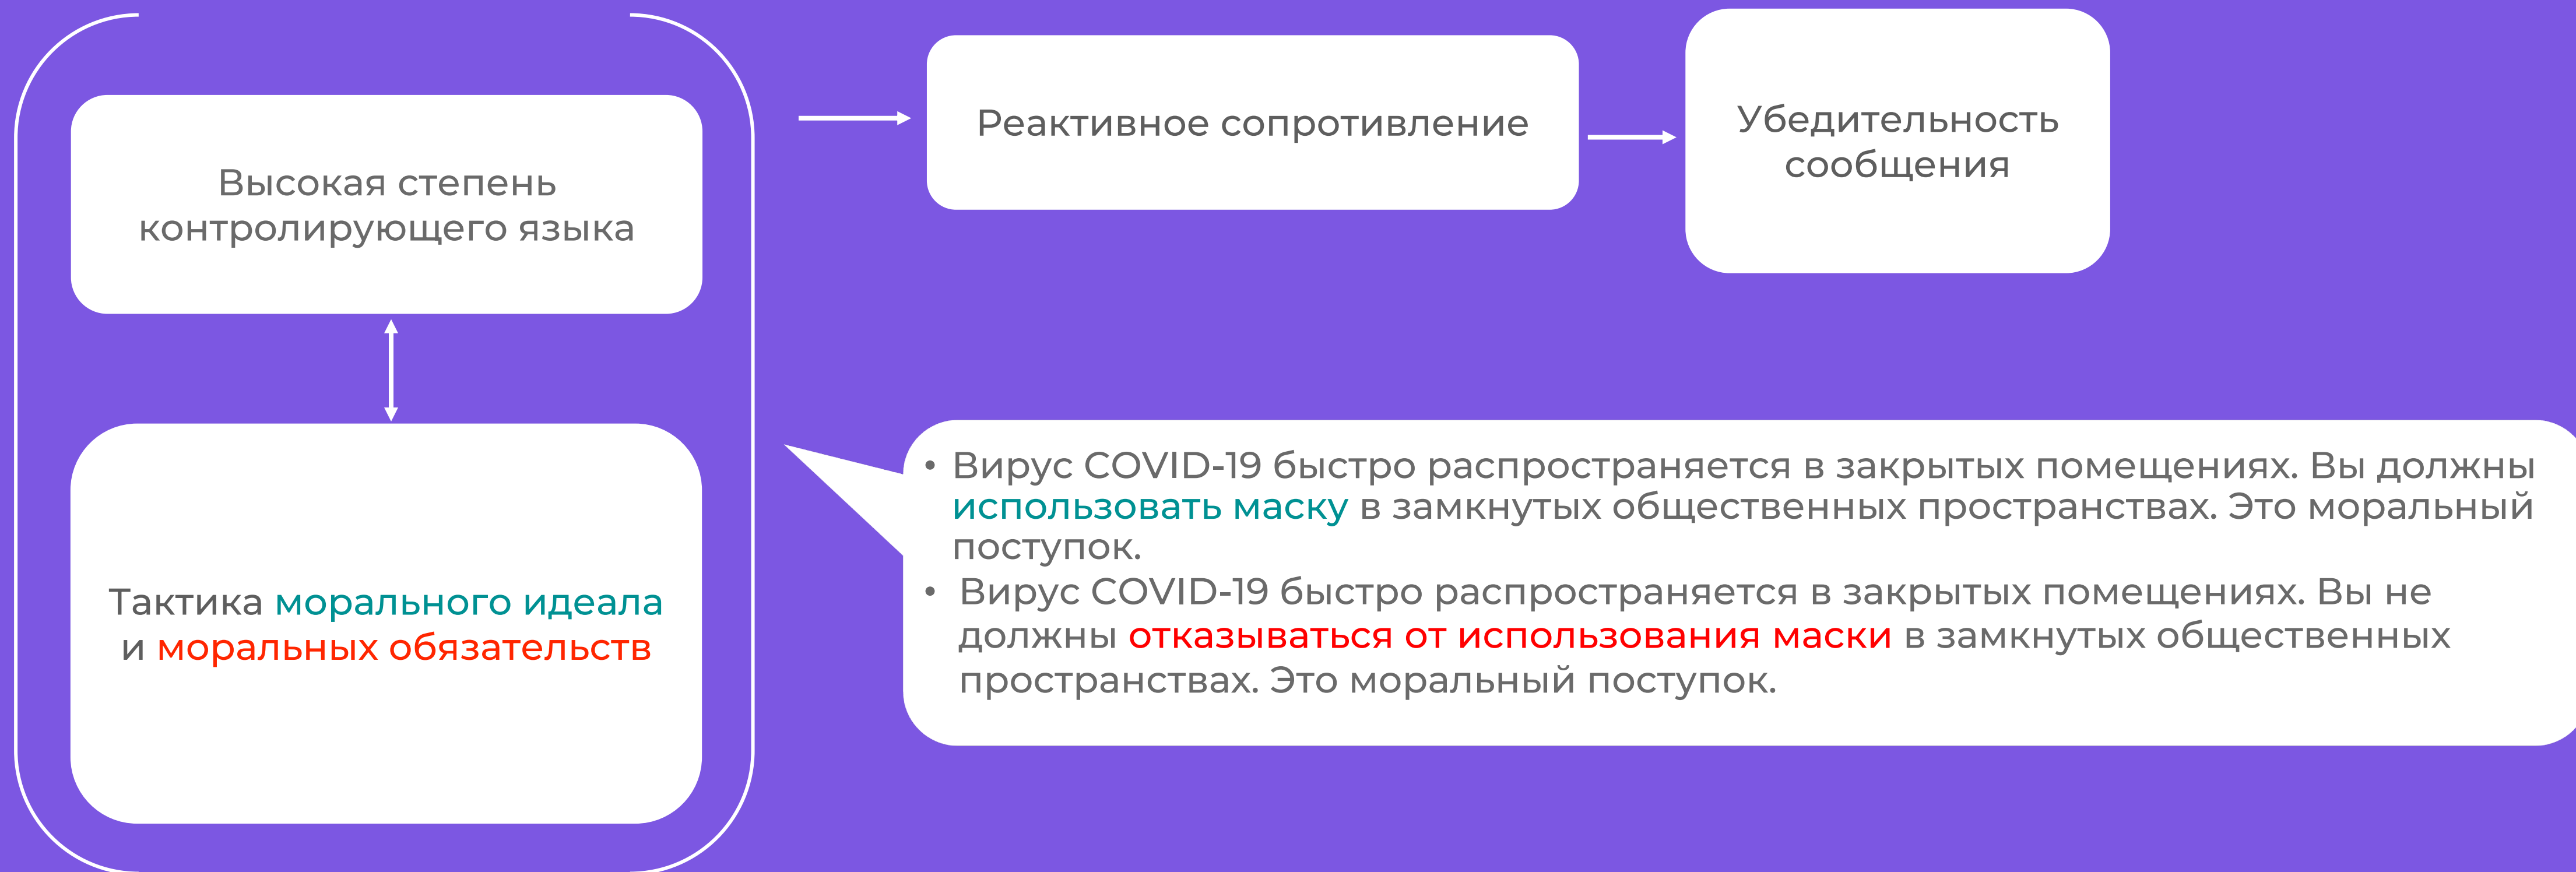 Высокая степень
контролирующего языка
Реактивное сопротивление
Убедительность
сообщения
Тактика морального идеала
и моральных обязательств
• Вирус COVID-19 быстро распространяется в закрытых помещениях. Вы должны
использовать маску в замкнутых общественных пространствах. Это моральный
поступок.
• Вирус COVID-19 быстро распространяется в закрытых помещениях. Вы не
должны отказываться от использования маски в замкнутых общественных
пространствах. Это моральный поступок.